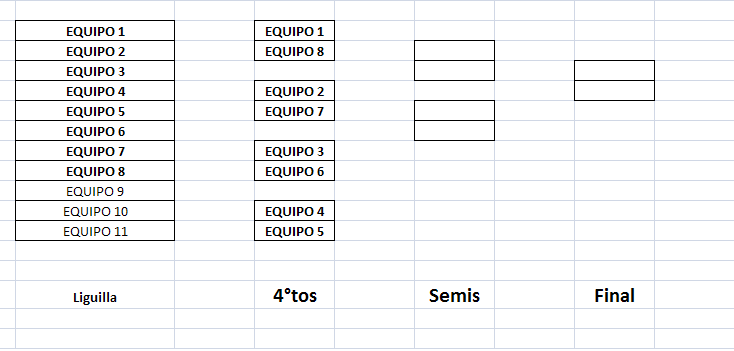 EQUIPO 1
EQUIPO 2
EQUIPO 3
EQUIPO 4
EQUIPO 5
EQUIPO 6
EQUIPO 7
EQUIPO 8
EQUIPO 9
EQUIPO 10
EQUIPO 11
Liguilla
EQUIPO 1
EQUIPO 8
EQUIPO 2
EQUIPO 7
EQUIPO 3
EQUIPO 6
EQUIPO 4
EQUIPO 5
4°tos
Semis
Final